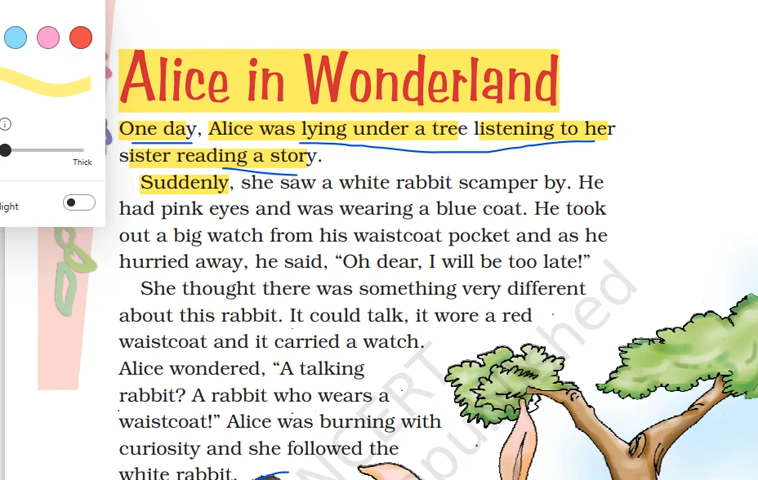 Alice in Wonderland
One day, Alice was lying under a tree listening to her
sister reading a story.
Suddenly, she saw a white rabbit scamper by. He
had pink eyes and was wearing a blue coat. He took
out a big watch from his waistcoat pocket and as he
hurried away, he said, “Oh dear, I will be too late!”
She thought there was something very different
about this rabbit. It could talk, it wore a red
waistcoat and it carried a watch.
Alice wondered, “A talking
rabbit? A rabbit who wears a
waistcoat!” Alice was burning with
curiosity and she followed the
white rabbit.
Thick
NCERT